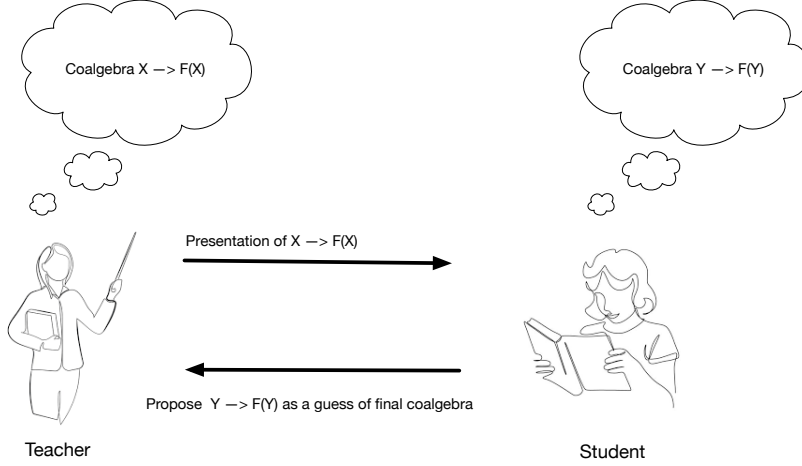 Coalgebra X —> F(X)
Coalgebra Y —> F(Y)
Presentation of X —> F(X)
Propose Y —> F(Y) as a guess of final coalgebra
Teacher
Student